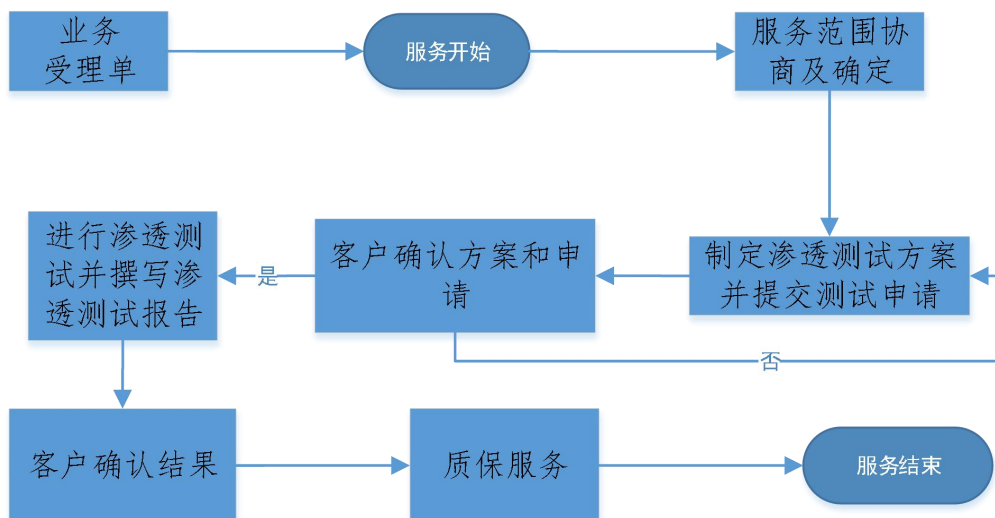 业务
受理单
服务开始
服务范围协
商及确定
进行渗透测
试并撰写渗
透测试报告
是
客户确认方案和申
请
制定渗透测试方案
并提交测试申请
否
客户确认结果
质保服务
服务结束